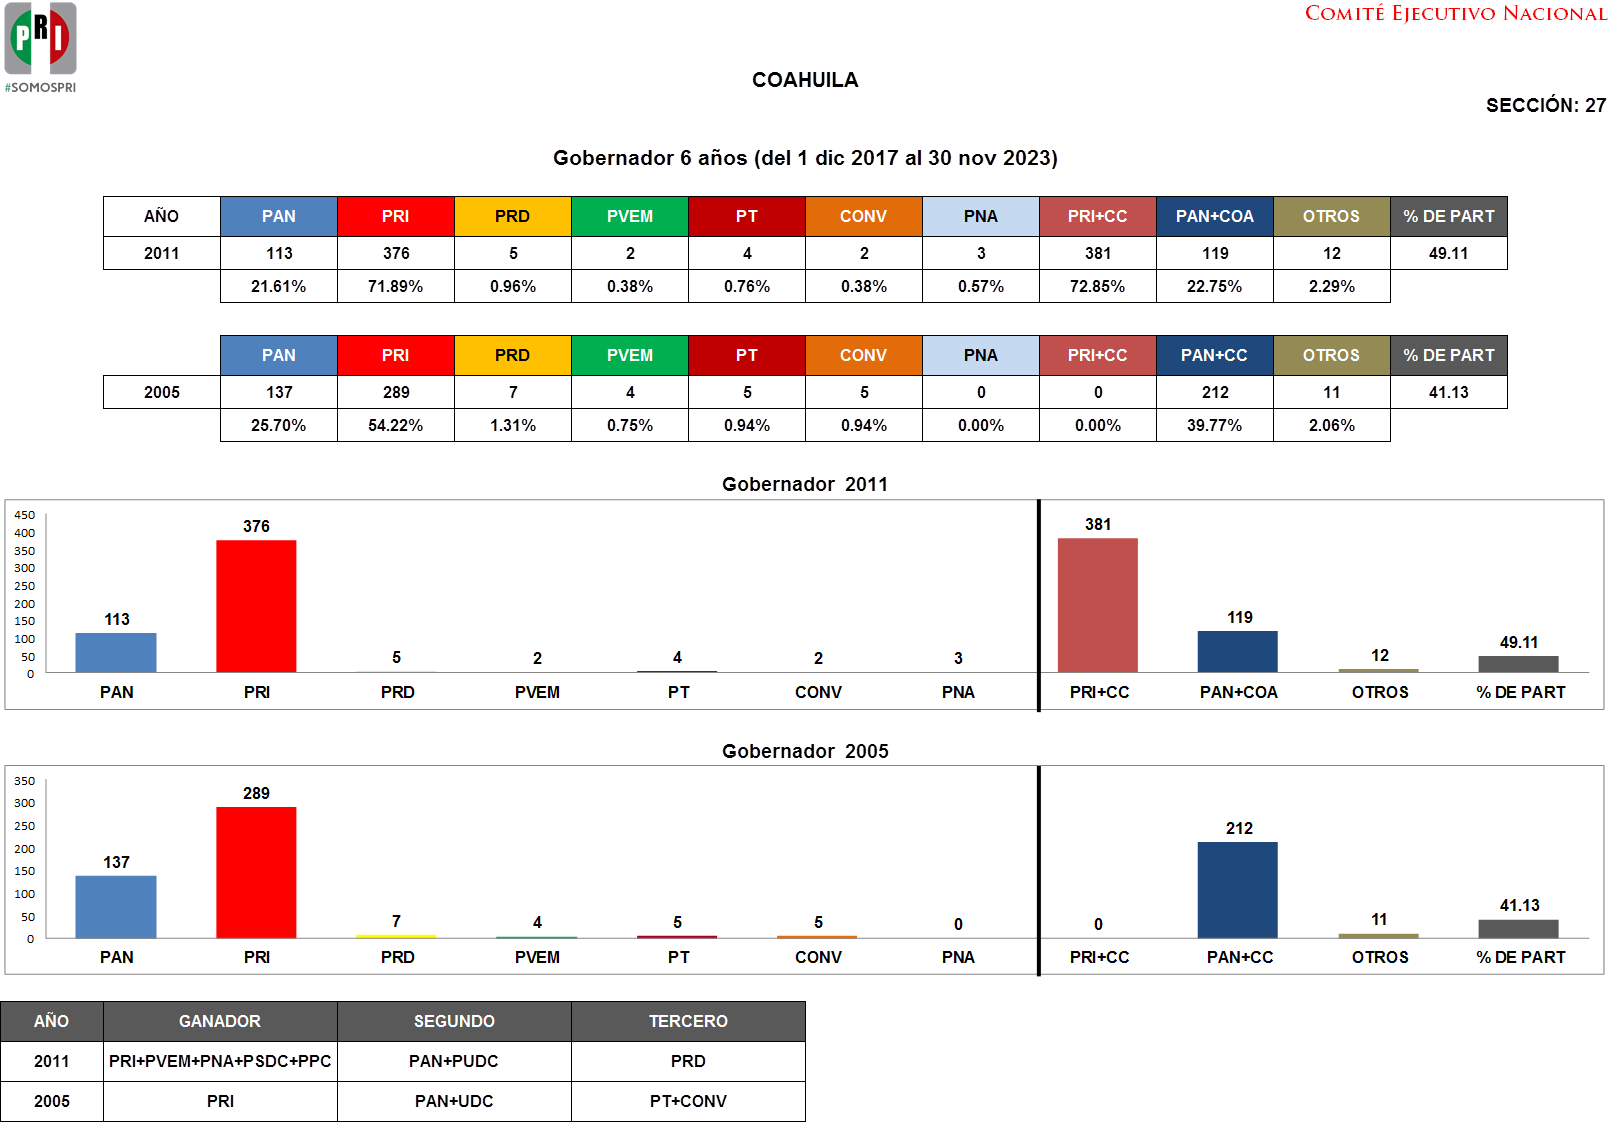 PRI
#SOMOSPRI
COMITÉ EJECUTIVO NACIONAL
COAHUILA
SECCIÓN: 27
Gobernador 6 años (del 1 dic 2017 al 30 nov 2023)
AÑO PAN PRI PRD PVEM PT CONV PNA PRI+CC PAN+COA OTROS % DE PART
2011 113 376 5 2 4 2 3 381 119 12 49.11
21.61% 71.89% 0.96% 0.38% 0.76% 0.38% 0.57% 72.85% 22.75% 2.29%
PAN PRI PRD PVEM PT CONV PNA PRI+CC PAN+CC OTROS % DE PART
2005 137 289 7 4 5 5 0 0 212 11 41.13
25.70% 54.22% 1.31% 0.75% 0.94% 0.94% 0.00% 0.00% 39.77% 2.06%
Gobernador 2011
450
400
350
300
250
200
150
100
50
0
113 376 5 2 4 2 3 381 119 12 49.11
PAN PRI PRD PVEM PT CONV PNA PRI+CC PAN+COA OTROS % DE PART
Gobernador 2005
350
300
250
200
150
100
50
0
137 289 7 4 5 5 0 0 212 11 41.13
PAN PRI PRD PVEM PT CONV PNA PRI+CC PAN+CC OTROS % DE PART
AÑO GANADOR SEGUNDO TERCERO
2011 PRI+PVEM+PNA+PSDC+PPC PAN+PUDC PRD
2005 PRI PAN+UDC PT+CONV